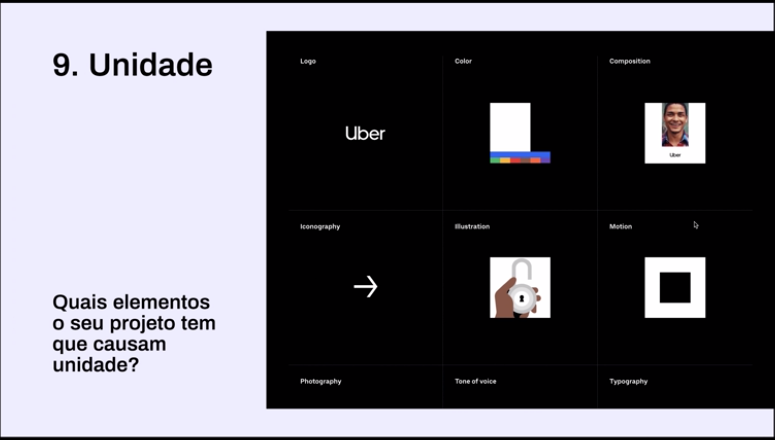 9. Unidade
Quais elementos
o seu projeto tem
que causam
unidade?
Logo
Color
Composition
Uber
Uber
Iconography
Illustration
Motion
Photography
Tone of voice
Typography